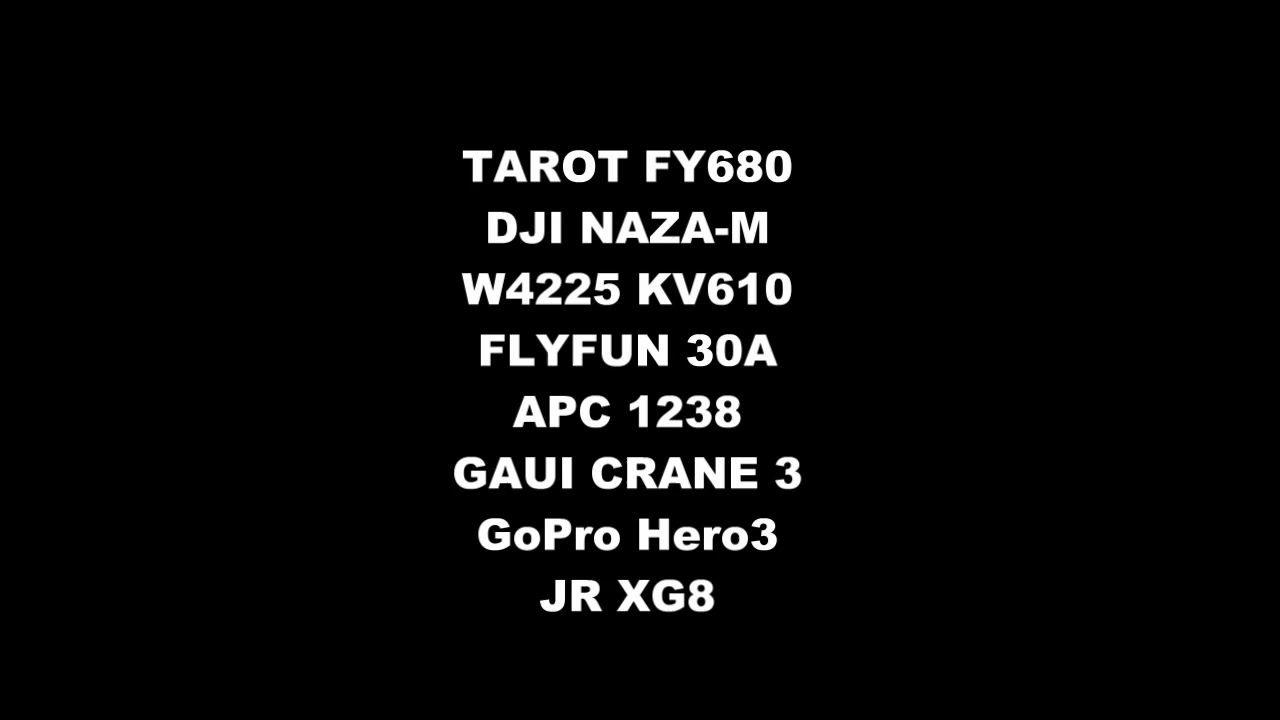 TAROT FY680
DJI NAZA-M
W4225 KV610
FLYFUN 30A
APC 1238
GAUI CRANE 3
GoPro Hero3
JR XG8